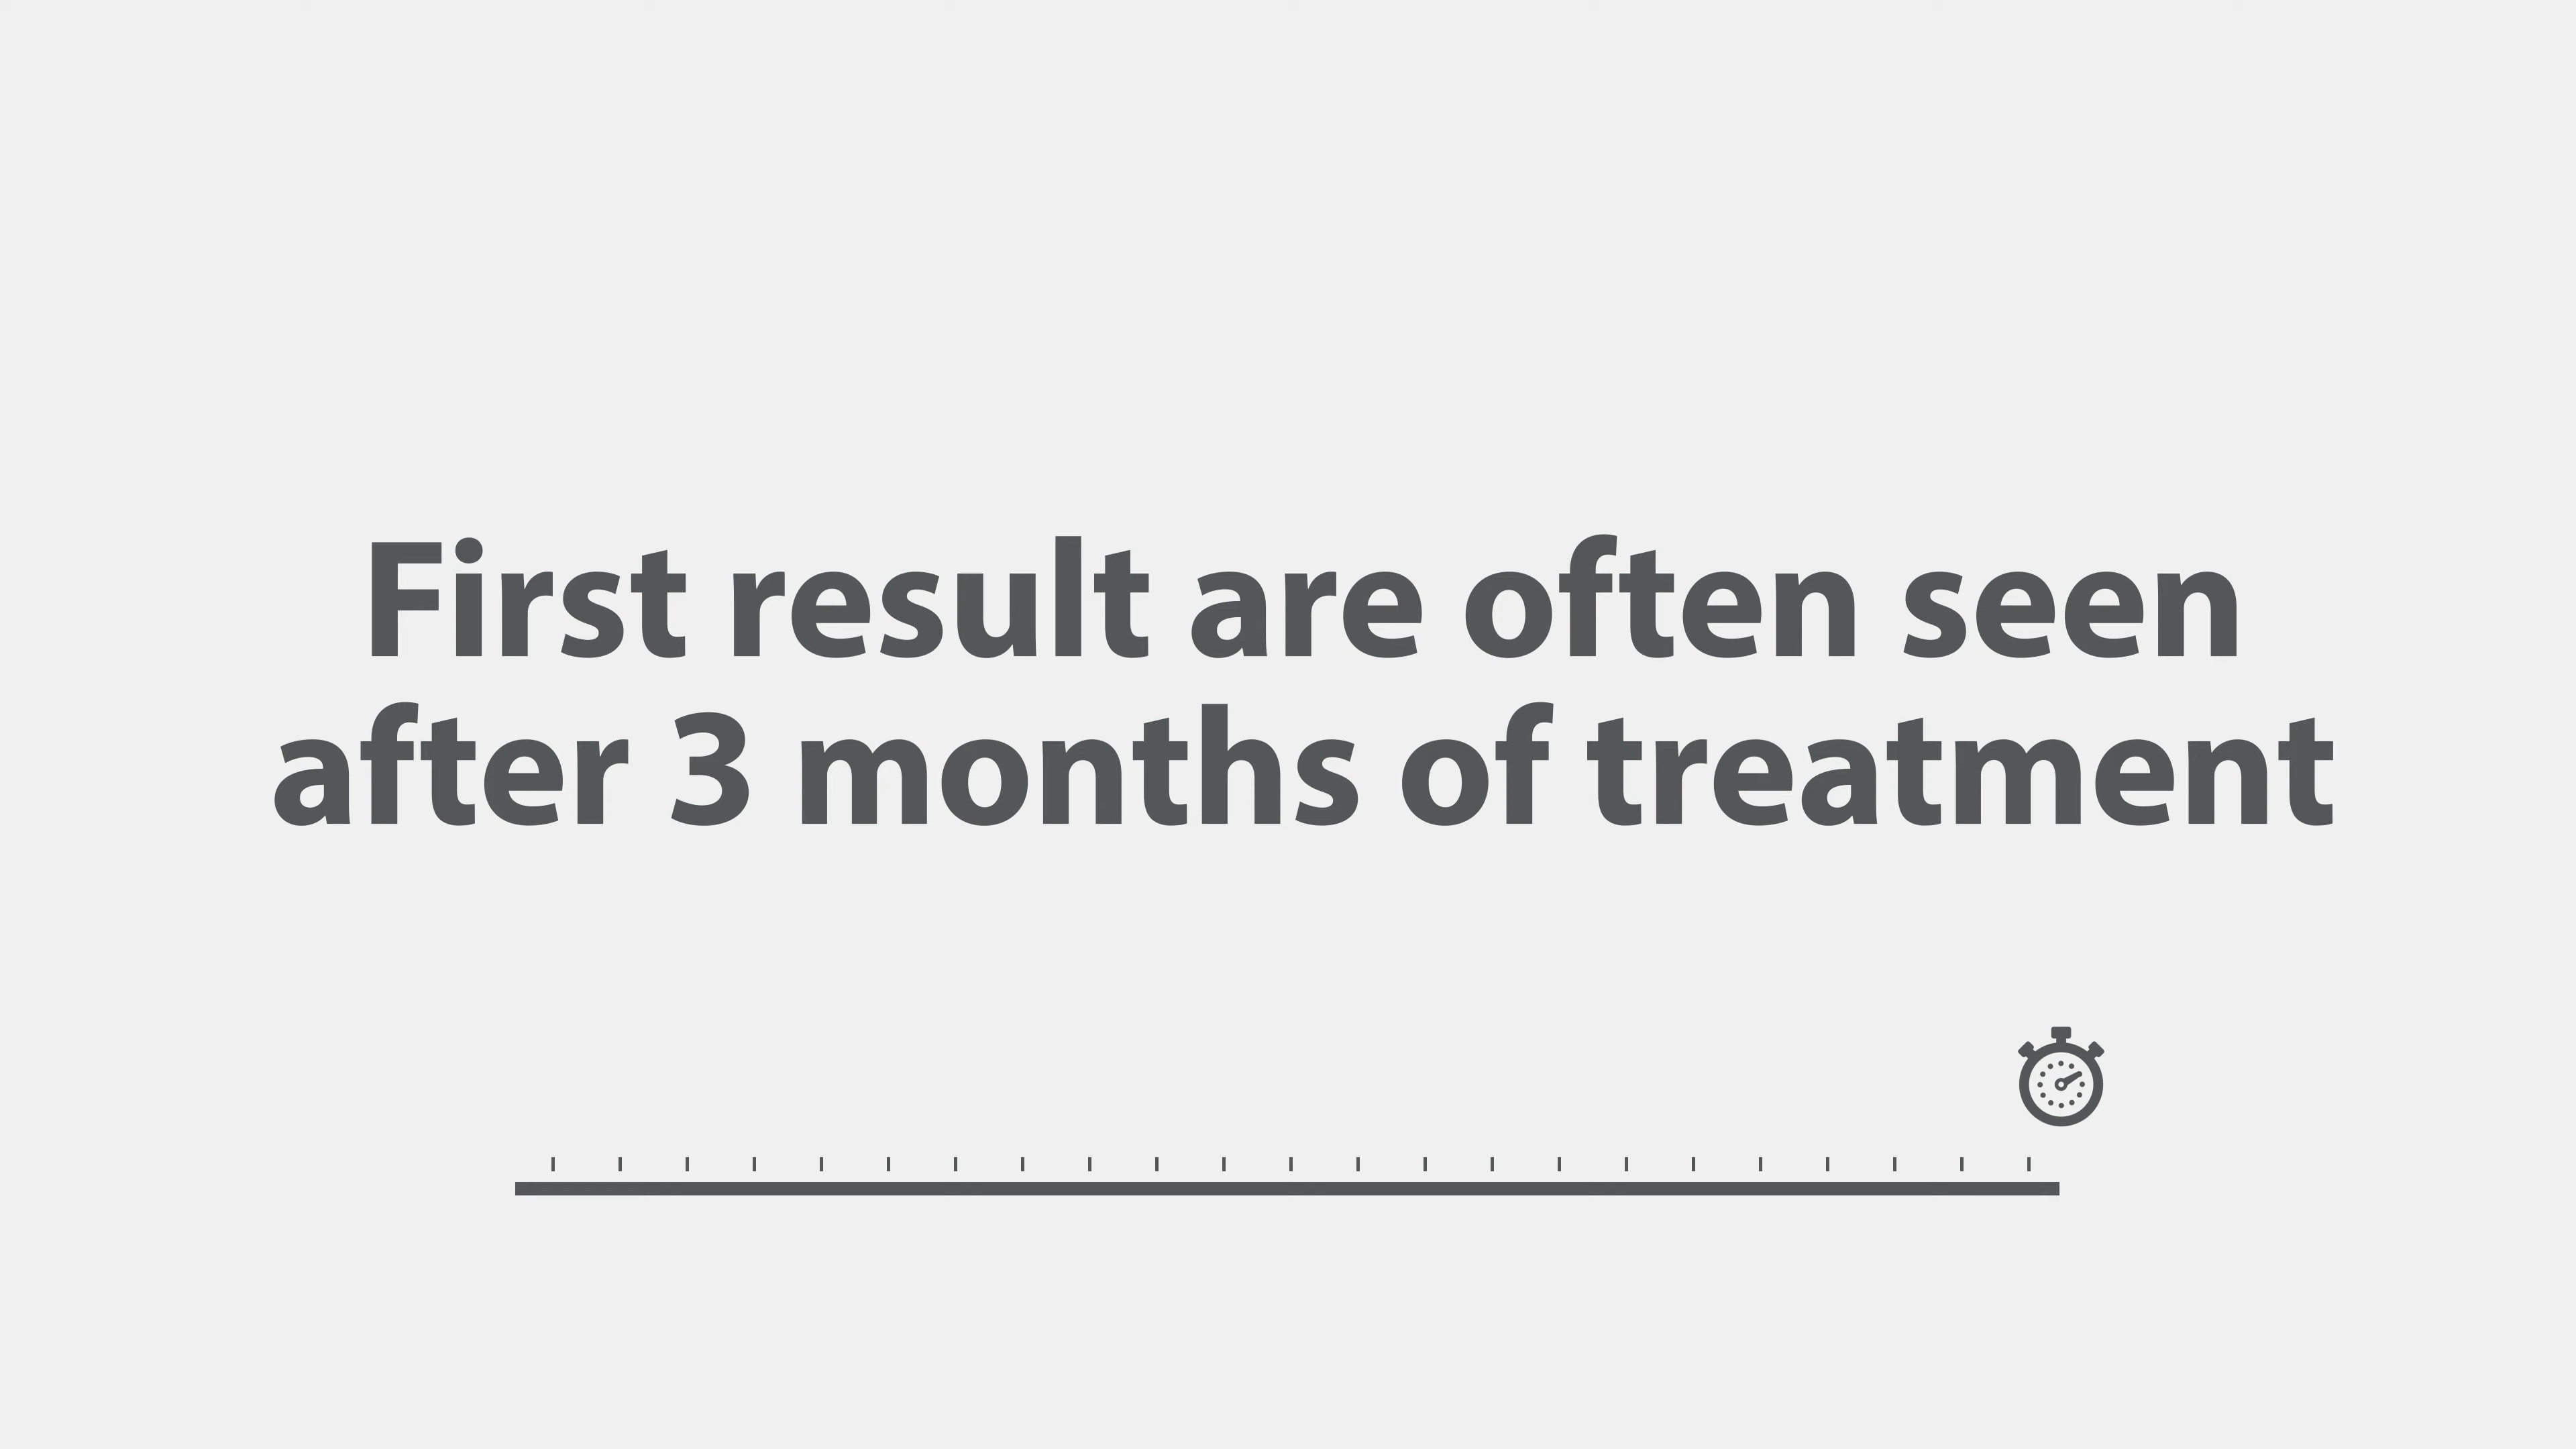 First result are often seen
after 3 months of treatment